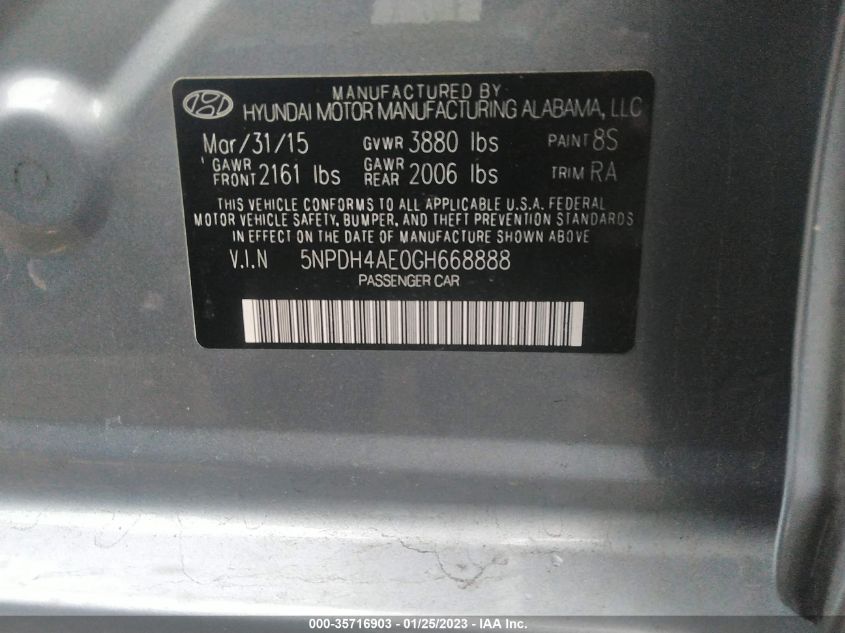 MANUFACTURED BY
HYUNDAI MOTOR MANUFACTURING ALABAMA, LLC
Mar/31/15 GVWR 3880 lbs PAINT 8S
GAWR FRONT 2161 lbs GAWR REAR 2006 lbs TRIM RA
THIS VEHICLE CONFORMS TO ALL APPLICABLE U.S.A. FEDERAL
MOTOR VEHICLE SAFETY, BUMPER, AND THEFT PREVENTION STANDARDS
IN EFFECT ON THE DATE OF MANUFACTURE SHOWN ABOVE
V.I.N 5NPDH4AE0GH668888
PASSENGER CAR
000-35716903 - 01/25/2023 - IAA Inc.